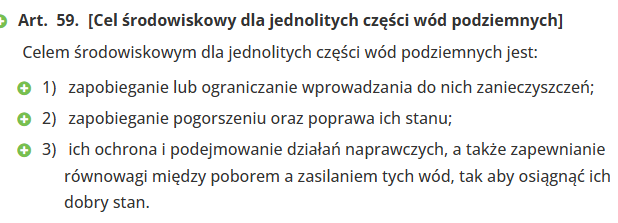 Art. 59. [Cel środowiskowy dla jednolitych części wód podziemnych]
Celem środowiskowym dla jednolitych części wód podziemnych jest:
1) zapobieganie lub ograniczanie wprowadzania do nich zanieczyszczeń;
2) zapobieganie pogorszeniu oraz poprawa ich stanu;
3) ich ochrona i podejmowanie działań naprawczych, a także zapewnianie
równowagi między poborem a zasilaniem tych wód, tak aby osiągnąć ich
dobry stan.